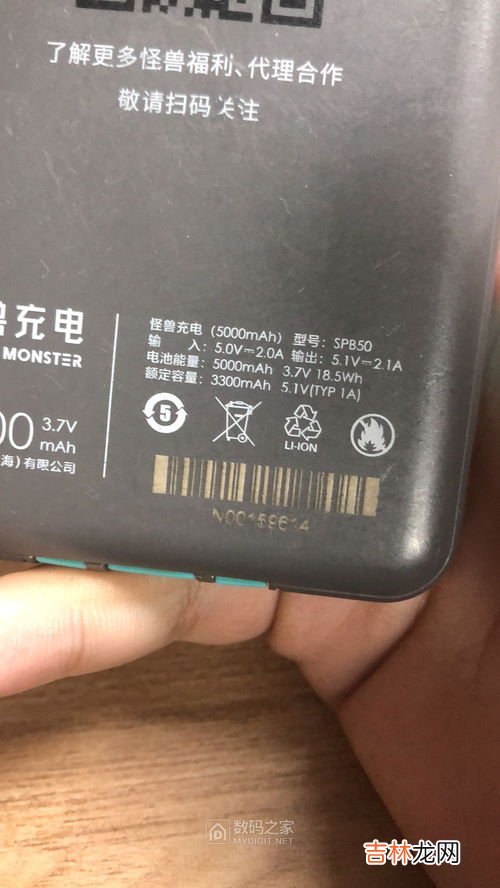 了解更多怪兽福利、代理合作
敬请扫码关注
兽充电
MONSTER
00 3.7V
mAh
海)有限公司
怪兽充电 (5000mAh) 型号: SPB50
输 入: 5.0V⎓2.0A 输出: 5.1V⎓2.1A
电池能量: 5000mAh 3.7V 18.5Wh
额定容量: 3300mAh 5.1V(TYP 1A)
5
LI-ION
N00159614
数码之家
MYDIGIT.NET
吉林龙网